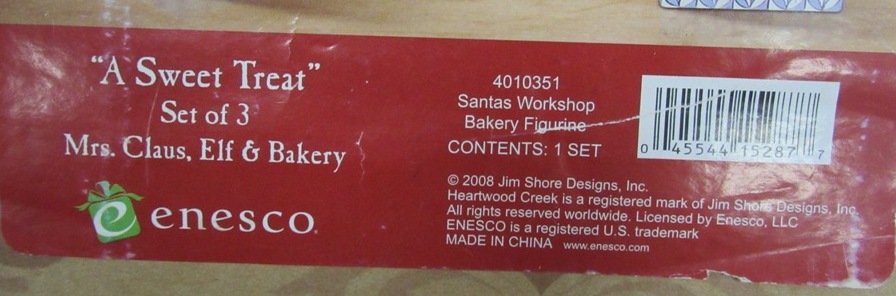 "A Sweet Treat"
Set of 3
Mrs. Claus, Elf & Bakery
enesco.
4010351
Santas Workshop
Bakery Figurine
CONTENTS: 1 SET
0 45544 15287 7
© 2008 Jim Shore Designs, Inc.
Heartwood Creek is a registered mark of Jim Shore Designs, Inc.
All rights reserved worldwide. Licensed by Enesco, LLC
ENESCO is a registered U.S. trademark
MADE IN CHINA www.enesco.com